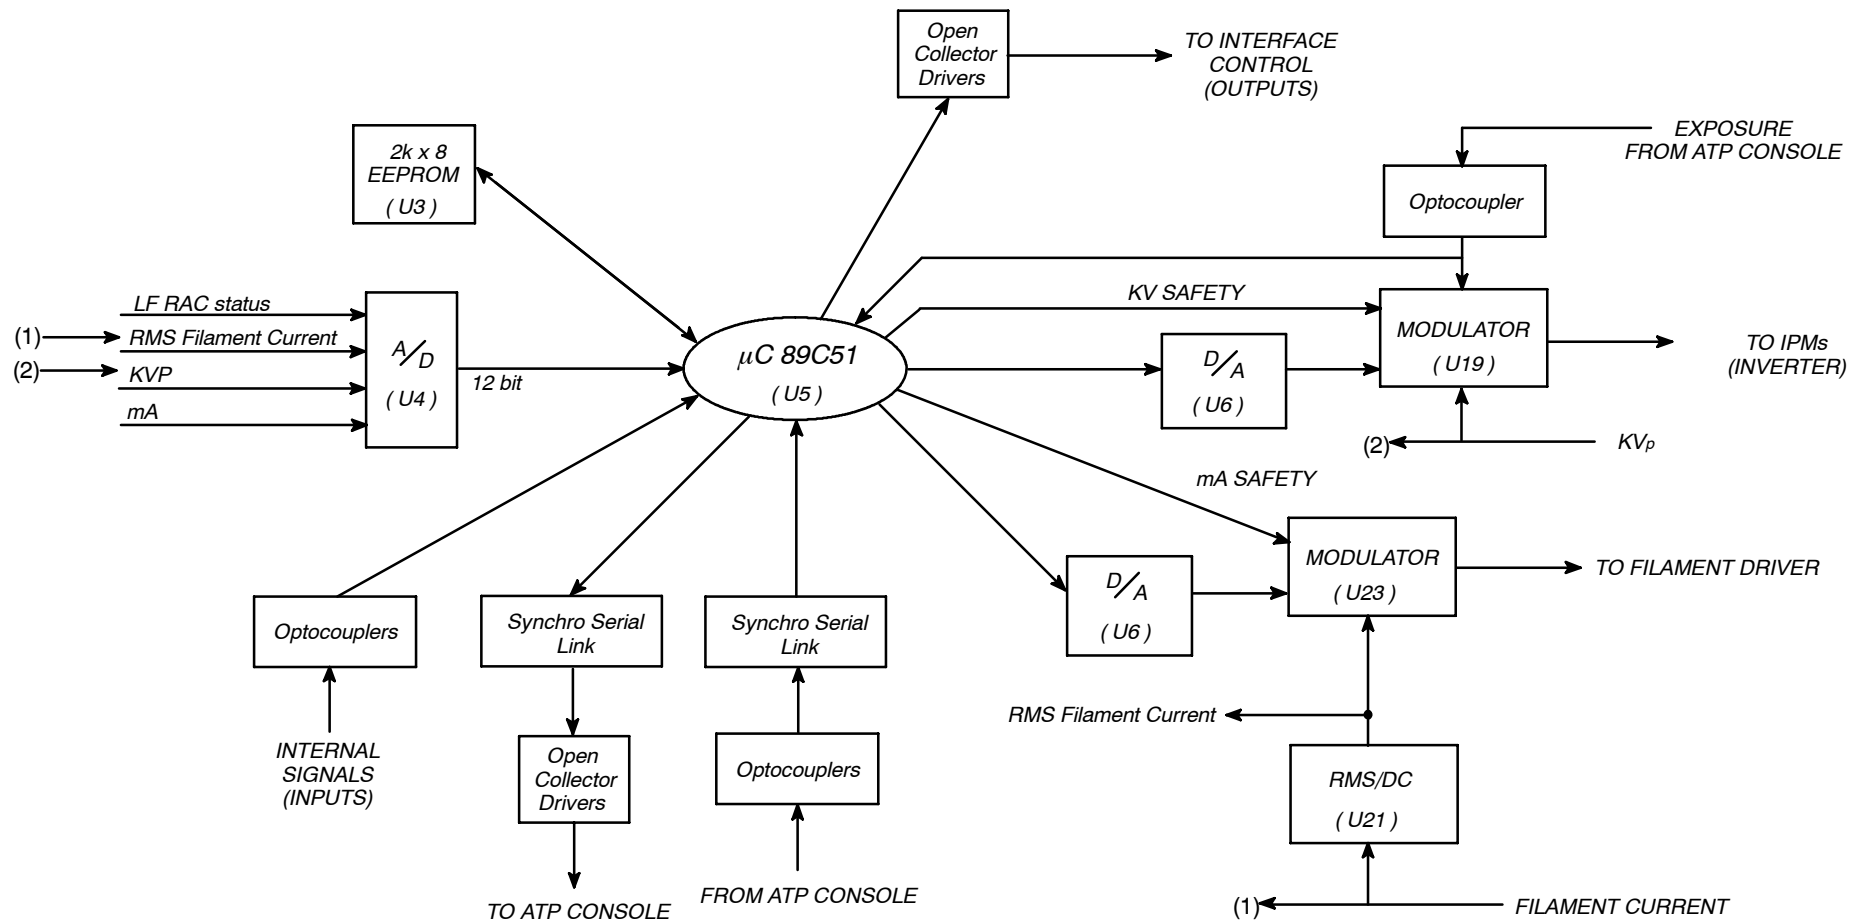 Open
Collector
Drivers
TO INTERFACE
CONTROL
(OUTPUTS)
EXPOSURE
FROM ATP CONSOLE
2k x 8
EEPROM
( U3 )
Optocoupler
LF RAC status
(1)
RMS Filament Current
(2)
KVP
mA
A/D
( U4 )
12 bit
µC 89C51
( U5 )
KV SAFETY
D/A
( U6 )
MODULATOR
( U19 )
TO IPMs
(INVERTER)
(2)
KVp
mA SAFETY
D/A
( U6 )
MODULATOR
( U23 )
TO FILAMENT DRIVER
Optocouplers
INTERNAL
SIGNALS
(INPUTS)
Synchro Serial
Link
Open
Collector
Drivers
TO ATP CONSOLE
Synchro Serial
Link
Optocouplers
FROM ATP CONSOLE
RMS Filament Current
RMS/DC
( U21 )
(1)
FILAMENT CURRENT